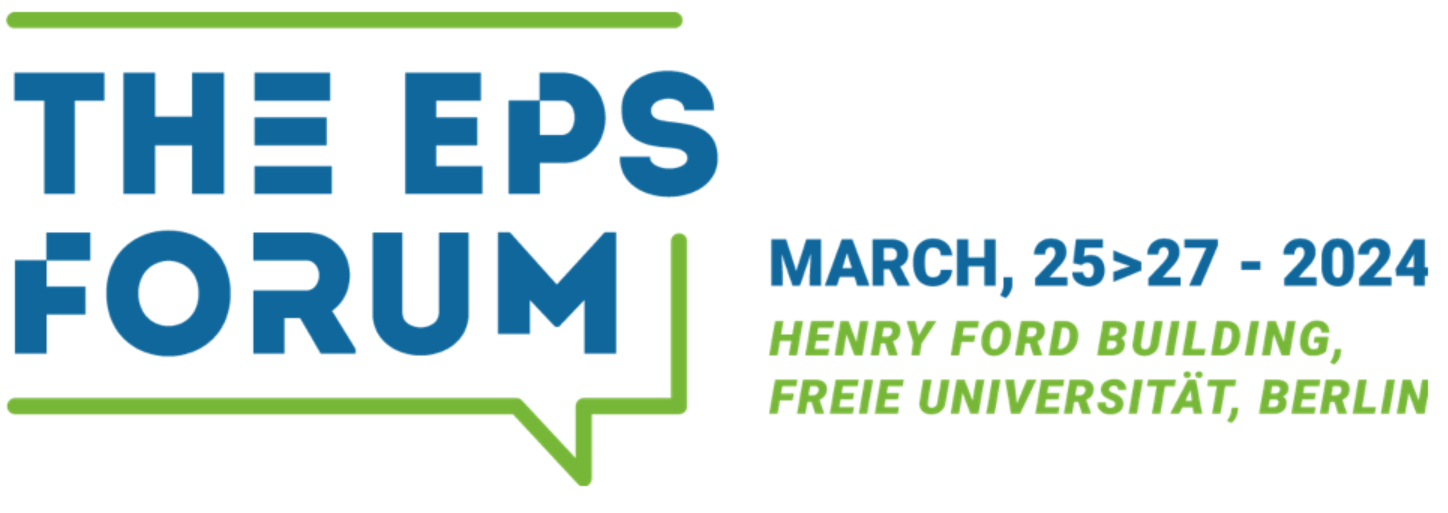 THE EPS
FORUM
MARCH, 25>27 - 2024
HENRY FORD BUILDING,
FREIE UNIVERSITÄT, BERLIN